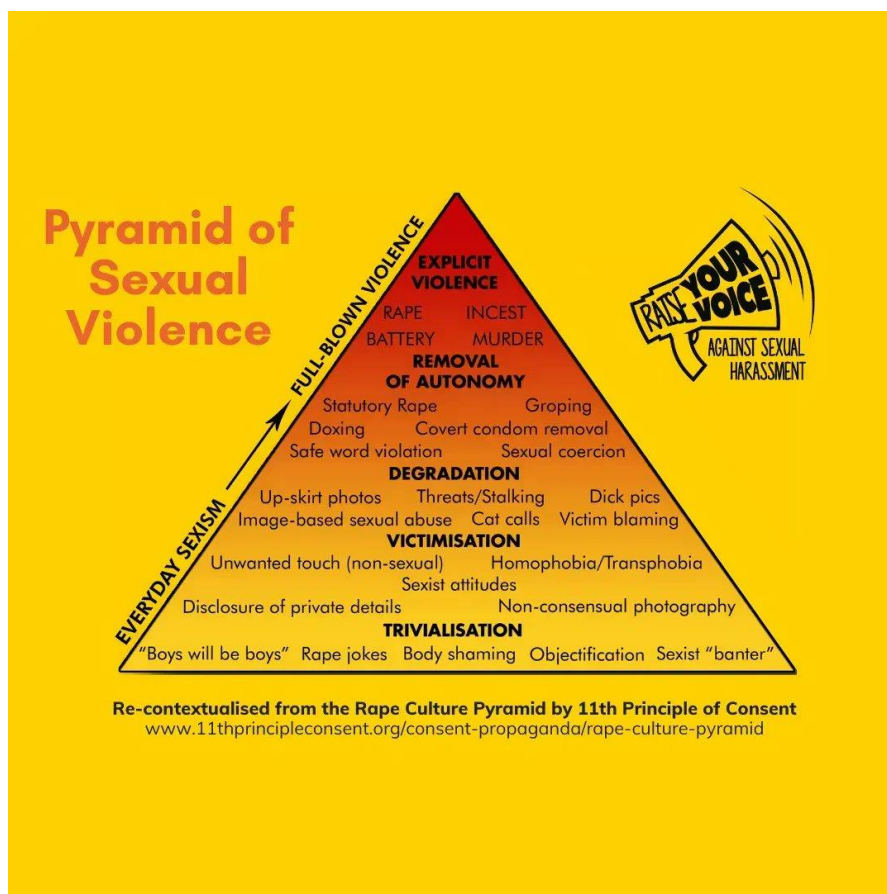 Pyramid of
Sexual
Violence
RAISE YOUR
VOICE
AGAINST SEXUAL
HARASSMENT
FULL-BLOWN VIOLENCE
EVERYDAY SEXISM
EXPLICIT
VIOLENCE
RAPE INCEST
BATTERY MURDER
REMOVAL
OF AUTONOMY
Statutory Rape Groping
Doxing Covert condom removal
Safe word violation Sexual coercion
DEGRADATION
Up-skirt photos Threats/Stalking Dick pics
Image-based sexual abuse Cat calls Victim blaming
VICTIMISATION
Unwanted touch (non-sexual) Homophobia/Transphobia
Sexist attitudes
Disclosure of private details Non-consensual photography
TRIVIALISATION
"Boys will be boys" Rape jokes Body shaming Objectification Sexist "banter"
Re-contextualised from the Rape Culture Pyramid by 11th Principle of Consent
www.11thprincipleconsent.org/consent-propaganda/rape-culture-pyramid